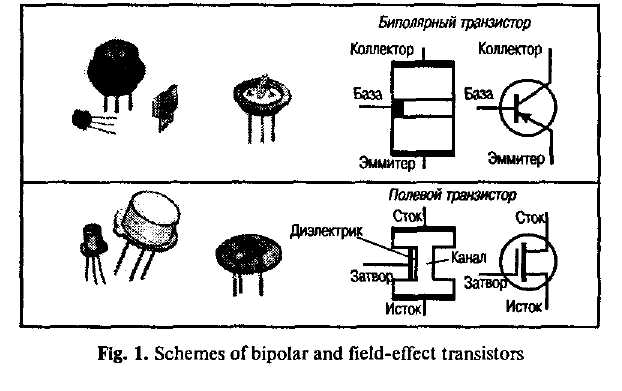 Биполярный транзистор
Коллектор Коллектор
База База
Эммитер Эммитер
Полевой транзистор
Сток Сток
Диэлектрик
Канал
Затвор Затвор
Исток Исток
Fig. 1. Schemes of bipolar and field-effect transistors